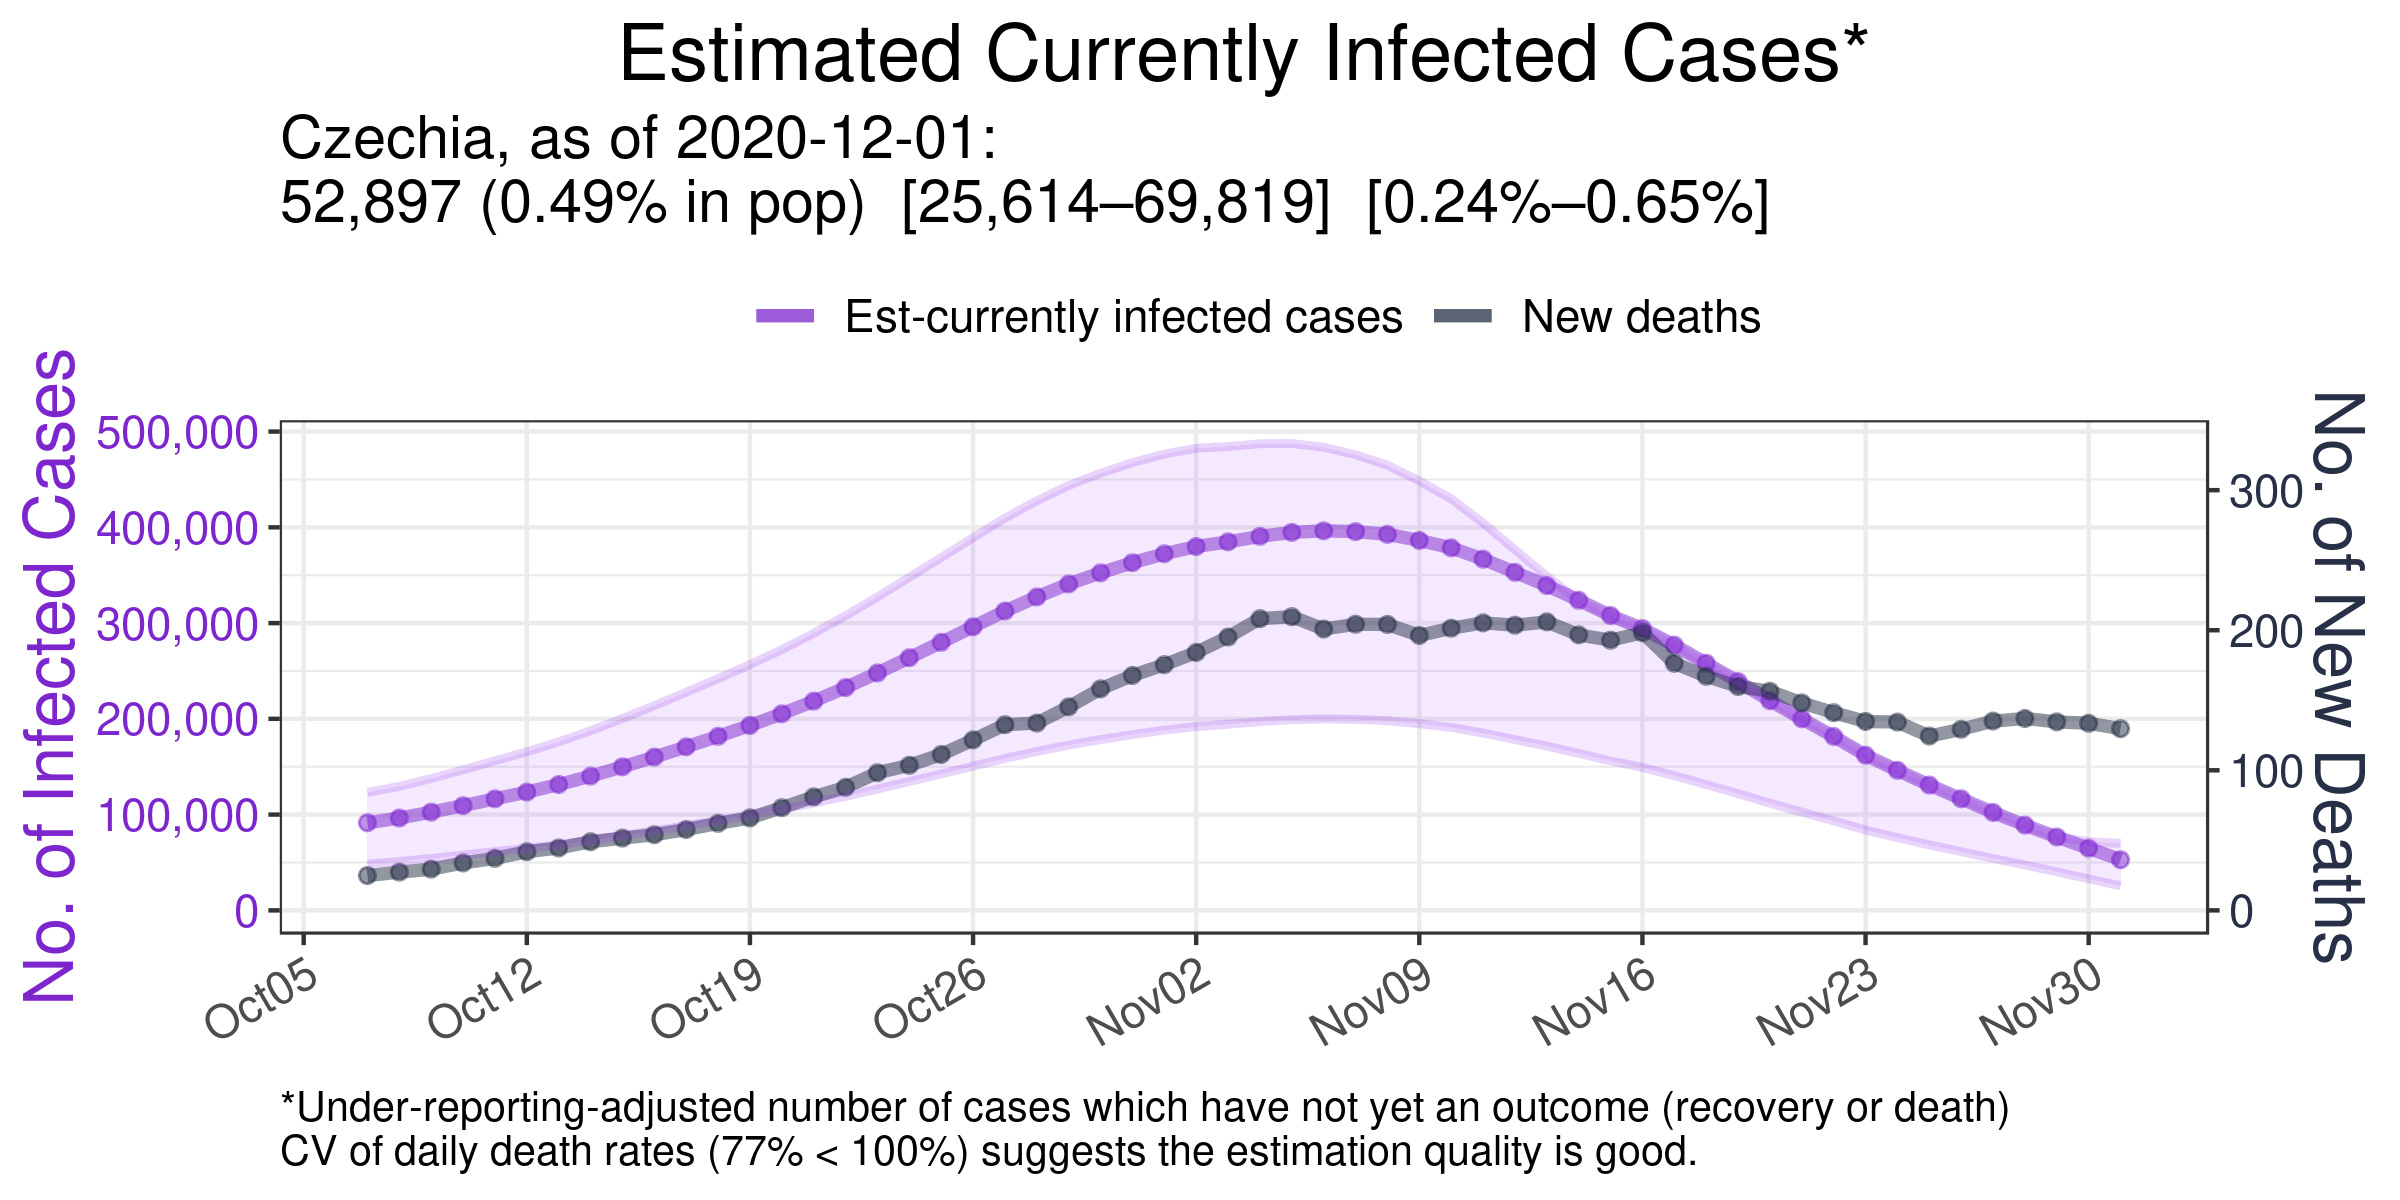 Estimated Currently Infected Cases*
Czechia, as of 2020-12-01:
52,897 (0.49% in pop) [25,614–69,819] [0.24%–0.65%]
Est-currently infected cases
New deaths
No. of Infected Cases
500,000
400,000
300,000
200,000
100,000
0
300
200
100
0
No. of New Deaths
Oct05
Oct12
Oct19
Oct26
Nov02
Nov09
Nov16
Nov23
Nov30
*Under-reporting-adjusted number of cases which have not yet an outcome (recovery or death)
CV of daily death rates (77% < 100%) suggests the estimation quality is good.